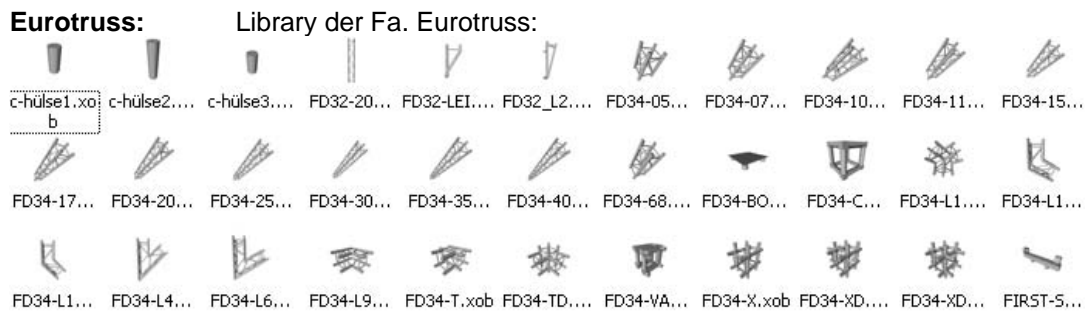 Eurotruss: Library der Fa. Eurotruss:
c-hülse1.xo c-hülse2.... c-hülse3.... FD32-20... FD32-LEI.... FD32_L2.... FD34-05... FD34-07... FD34-10... FD34-11... FD34-15...
b
FD34-17... FD34-20... FD34-25... FD34-30... FD34-35... FD34-40... FD34-68.... FD34-BO... FD34-C... FD34-L1.... FD34-L1...
FD34-L1... FD34-L4... FD34-L6... FD34-L9... FD34-T.xob FD34-TD.... FD34-VA... FD34-X.xob FD34-XD.... FD34-XD... FIRST-S...